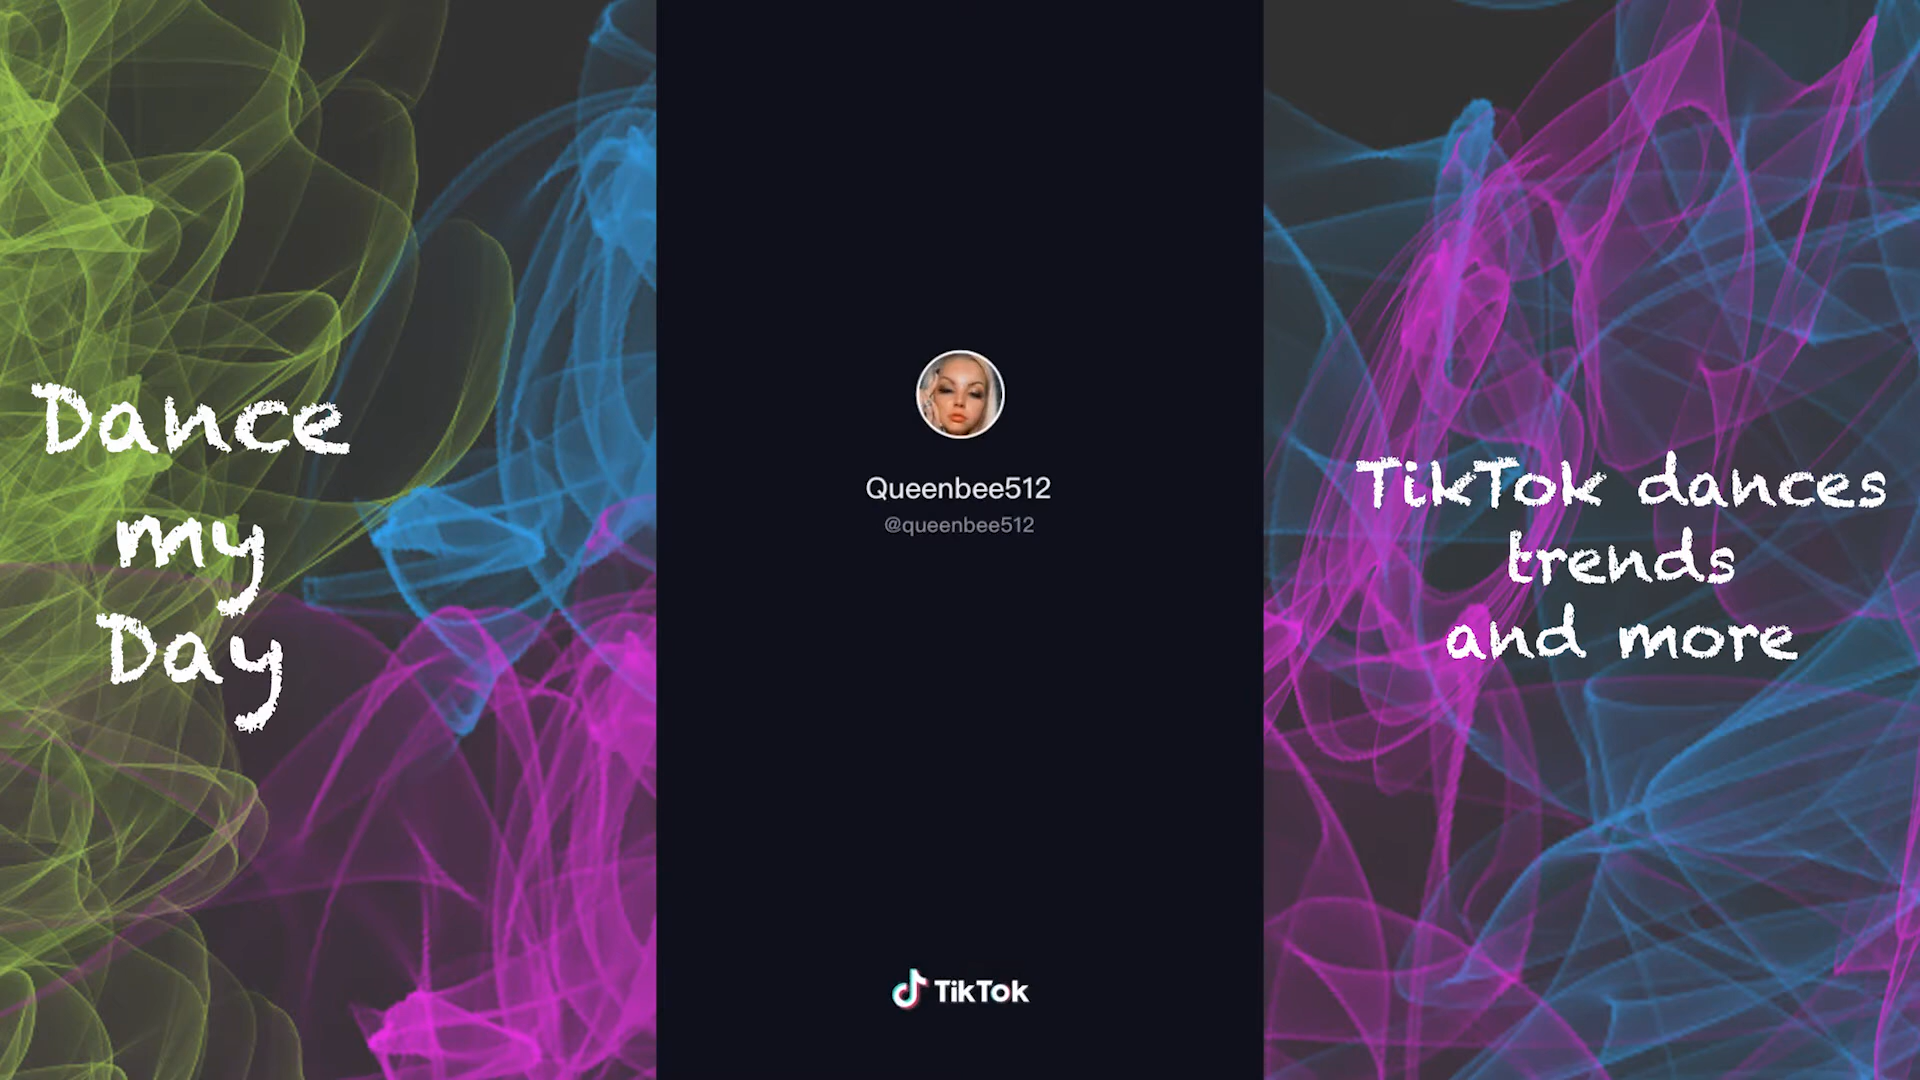 Dance
my
Day
Queenbee512
@queenbee512
TikTok
TikTok dances
trends
and more